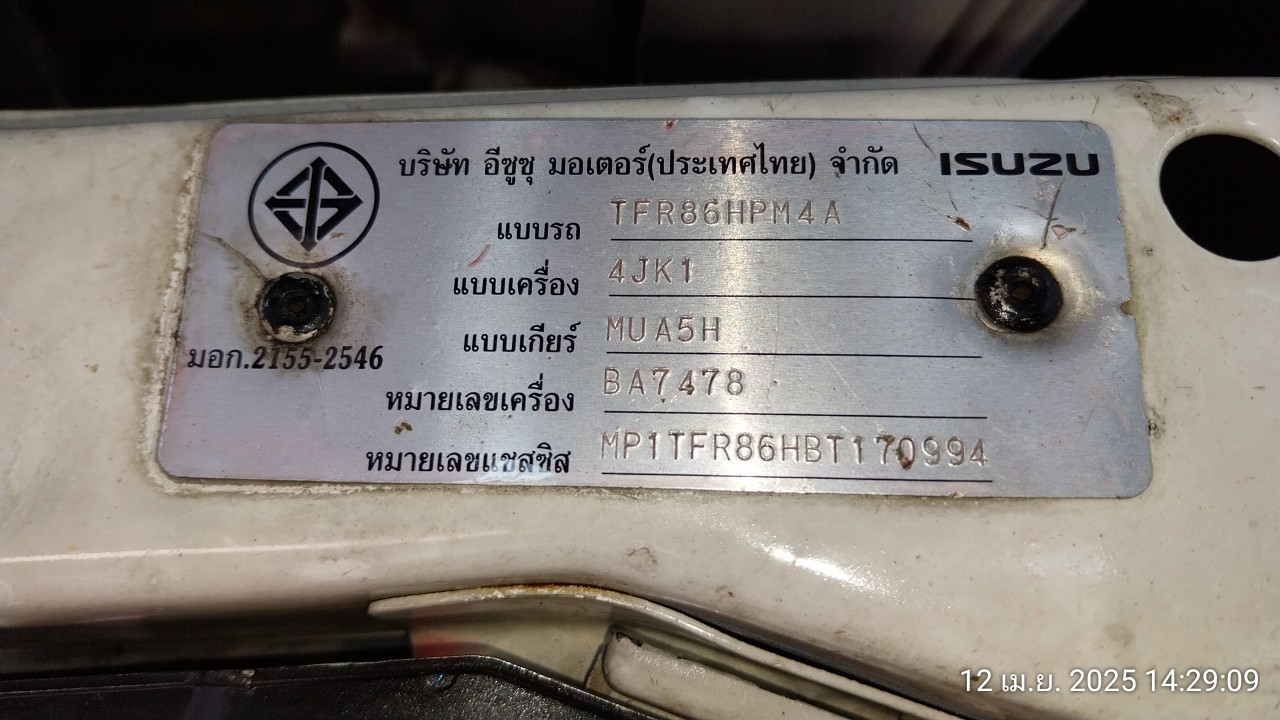 บริษัท อีซูซุ มอเตอร์(ประเทศไทย) จำกัด ISUZU
แบบรถ TFR86HPM4A
แบบเครื่อง 4JK1
แบบเกียร์ MUA5H
มอก.2155-2546
หมายเลขเครื่อง BA7478
หมายเลขแชสซิส MP1TFR86HBT170994
12 เม.ย. 2025 14:29:09